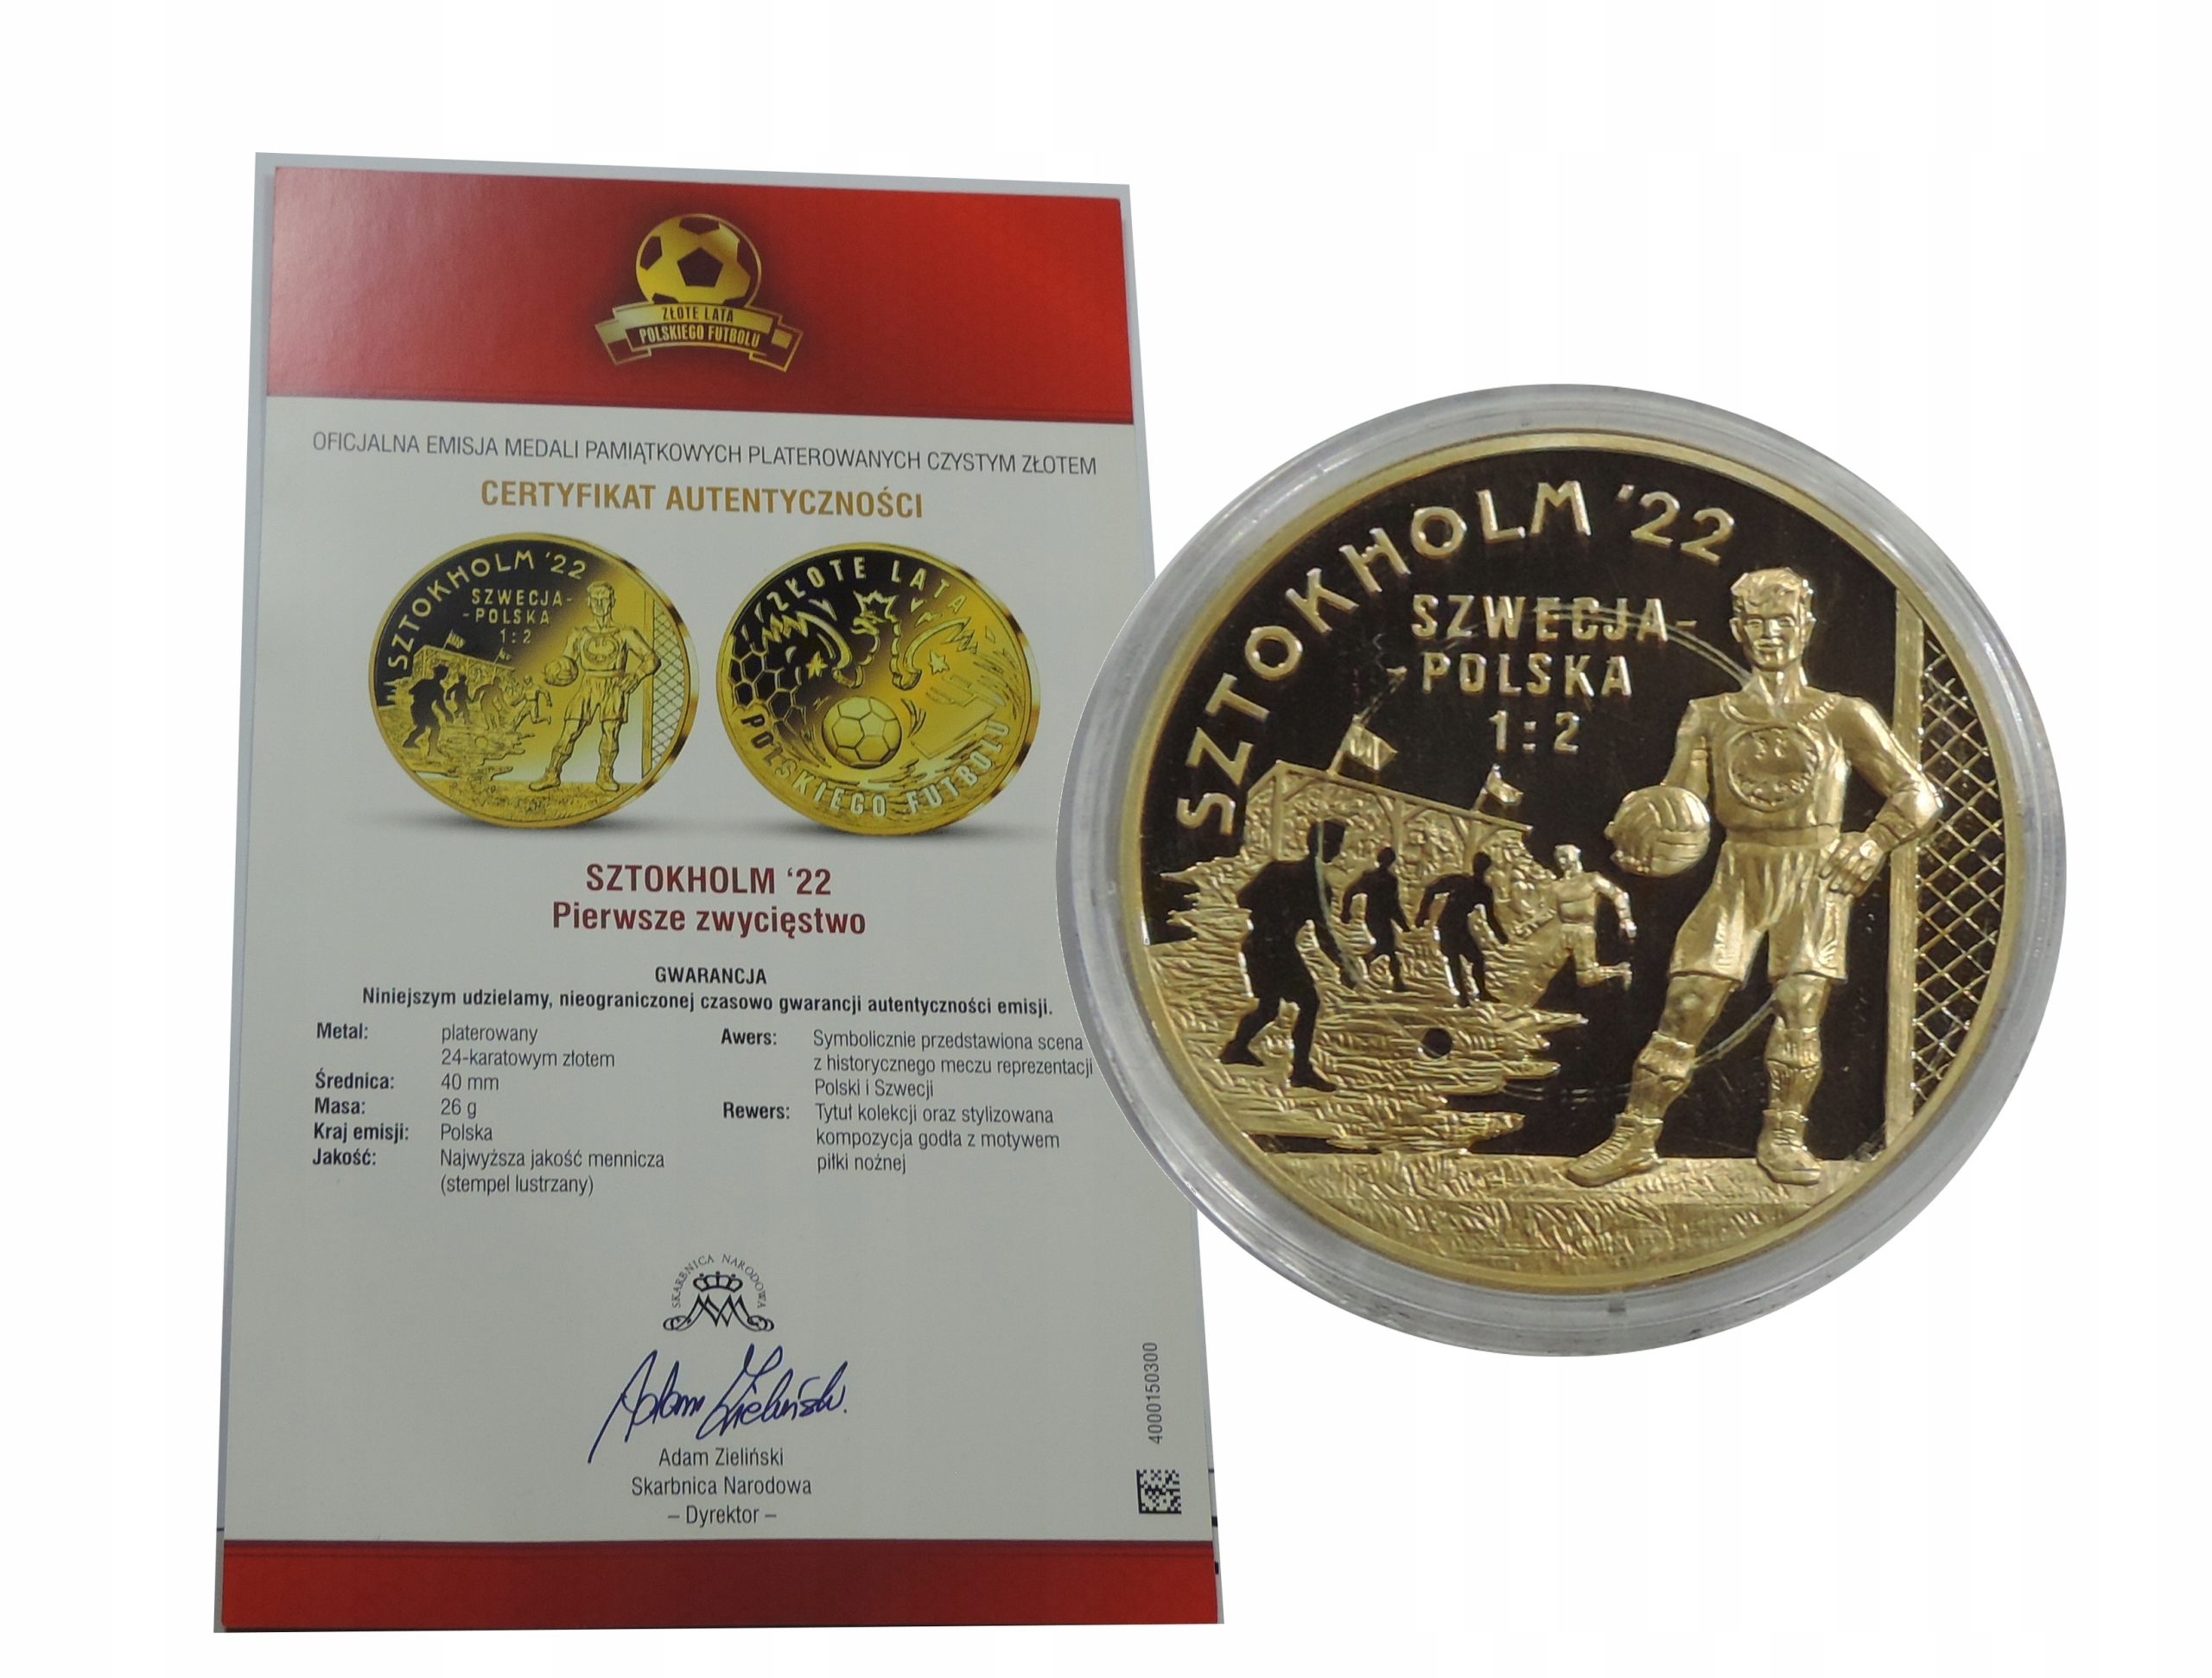 ZŁOTE LATA
POLSKIEGO FUTBOLU
OFICJALNA EMISJA MEDALI PAMIĄTKOWYCH PLATEROWANYCH CZYSTYM ZŁOTEM
CERTYFIKAT AUTENTYCZNOŚCI
SZTOKHOLM '22
SZWECJA-
-POLSKA
1:2
ZŁOTE LATA
POLSKIEGO FUTBOLU
SZTOKHOLM ‘22
Pierwsze zwycięstwo
GWARANCJA
Niniejszym udzielamy, nieograniczonej czasowo gwarancji autentyczności emisji.
Metal: platerowany
24-karatowym złotem
Średnica: 40 mm
Masa: 26 g
Kraj emisji: Polska
Jakość: Najwyższa jakość mennicza
(stempel lustrzany)
Awers: Symbolicznie przedstawiona scena
z historycznego meczu reprezentacji
Polski i Szwecji
Rewers: Tytuł kolekcji oraz stylizowana
kompozycja godła z motywem
piłki nożnej
SKARBNICA NARODOWA
Adam Zieliński
Adam Zieliński
Skarbnica Narodowa
– Dyrektor –
4000150300
SZTOKHOLM '22
SZWECJA-
-POLSKA
1:2